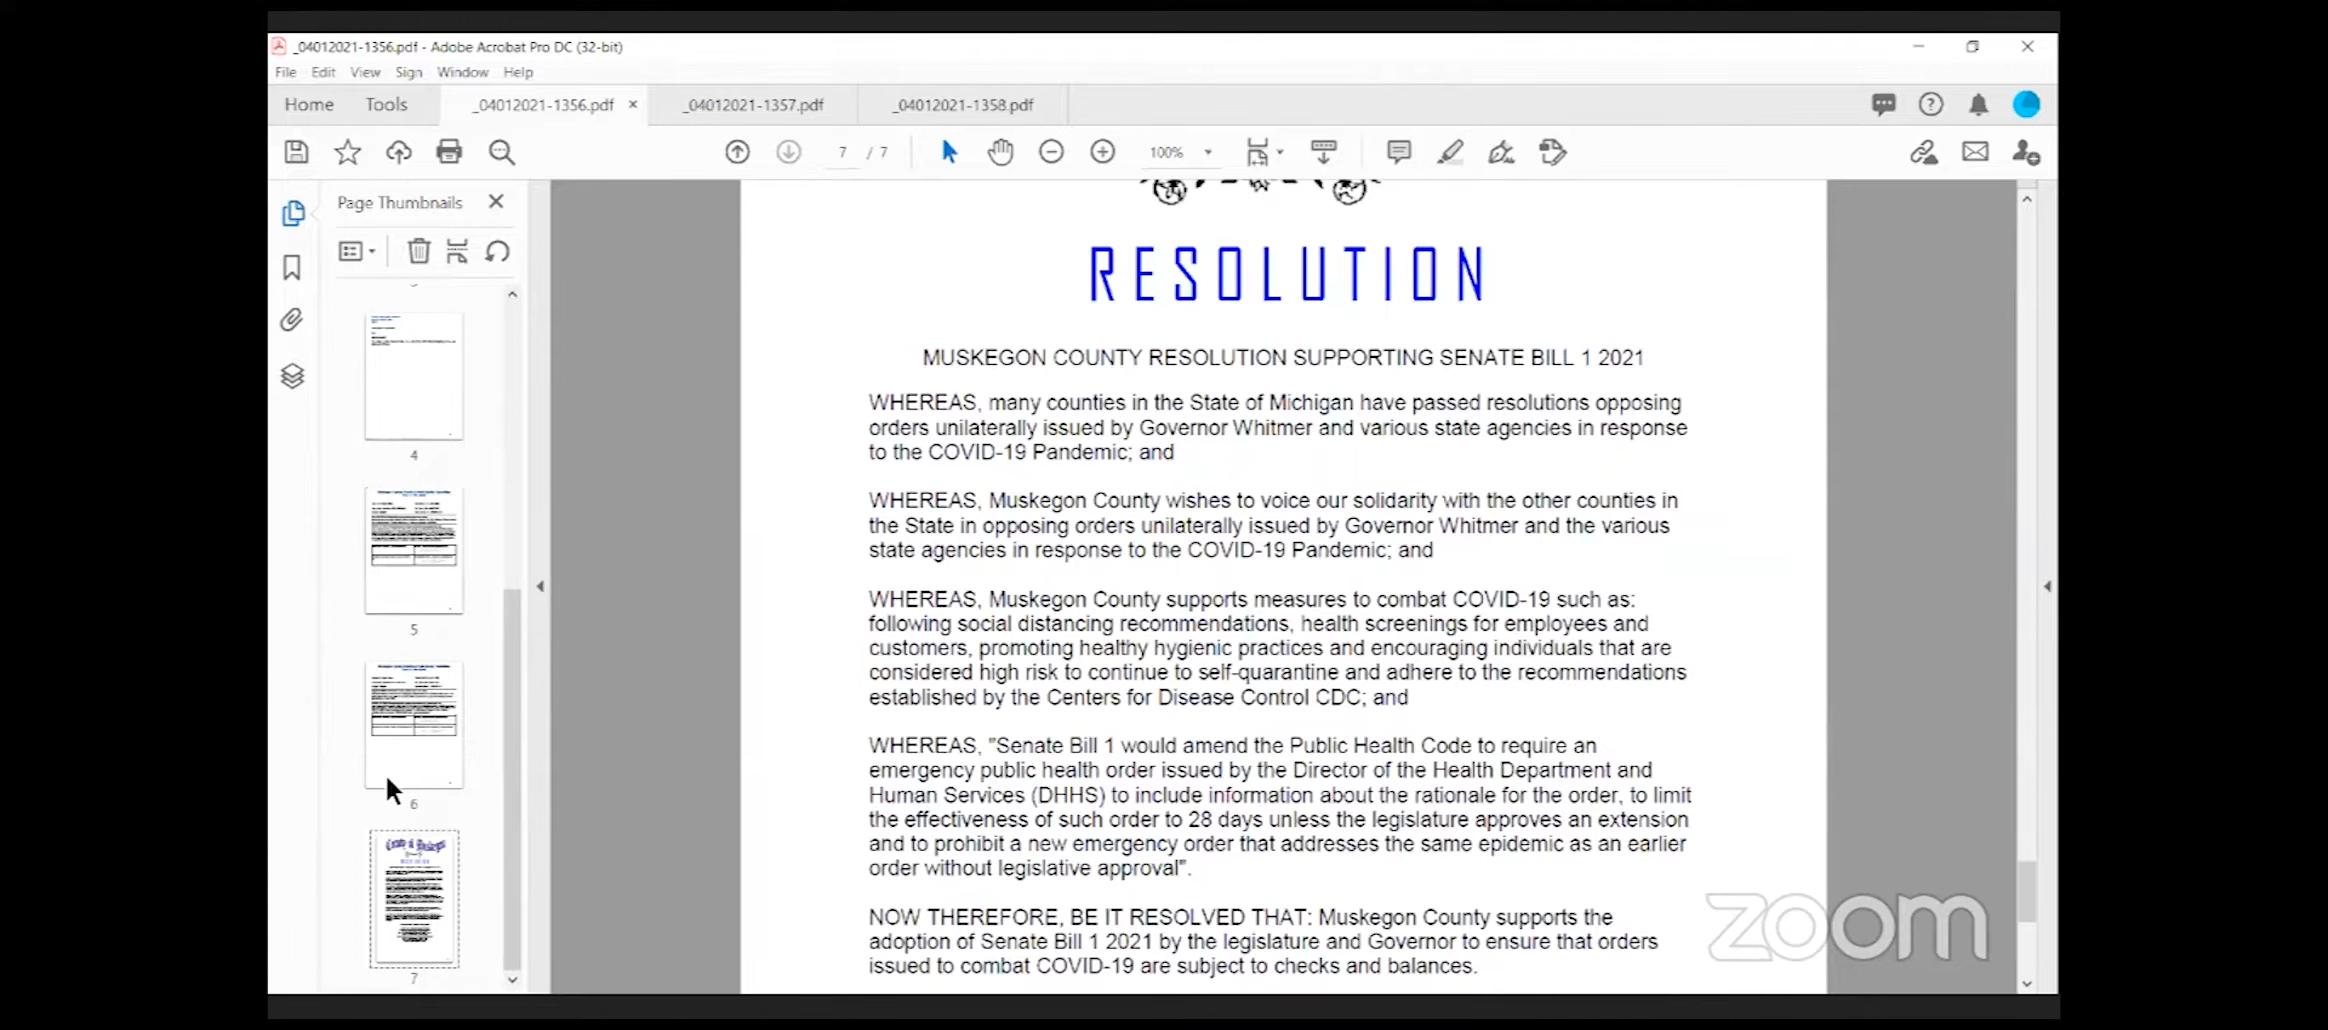 _04012021-1356.pdf - Adobe Acrobat Pro DC (32-bit)
File Edit View Sign Window Help
Home Tools _04012021-1356.pdf × _04012021-1357.pdf _04012021-1358.pdf
7 / 7 100%
Page Thumbnails
4
5
6
7
RESOLUTION
MUSKEGON COUNTY RESOLUTION SUPPORTING SENATE BILL 1 2021
WHEREAS, many counties in the State of Michigan have passed resolutions opposing
orders unilaterally issued by Governor Whitmer and various state agencies in response
to the COVID-19 Pandemic; and
WHEREAS, Muskegon County wishes to voice our solidarity with the other counties in
the State in opposing orders unilaterally issued by Governor Whitmer and the various
state agencies in response to the COVID-19 Pandemic; and
WHEREAS, Muskegon County supports measures to combat COVID-19 such as:
following social distancing recommendations, health screenings for employees and
customers, promoting healthy hygienic practices and encouraging individuals that are
considered high risk to continue to self-quarantine and adhere to the recommendations
established by the Centers for Disease Control CDC; and
WHEREAS, "Senate Bill 1 would amend the Public Health Code to require an
emergency public health order issued by the Director of the Health Department and
Human Services (DHHS) to include information about the rationale for the order, to limit
the effectiveness of such order to 28 days unless the legislature approves an extension
and to prohibit a new emergency order that addresses the same epidemic as an earlier
order without legislative approval".
NOW THEREFORE, BE IT RESOLVED THAT: Muskegon County supports the
adoption of Senate Bill 1 2021 by the legislature and Governor to ensure that orders
issued to combat COVID-19 are subject to checks and balances.
zoom